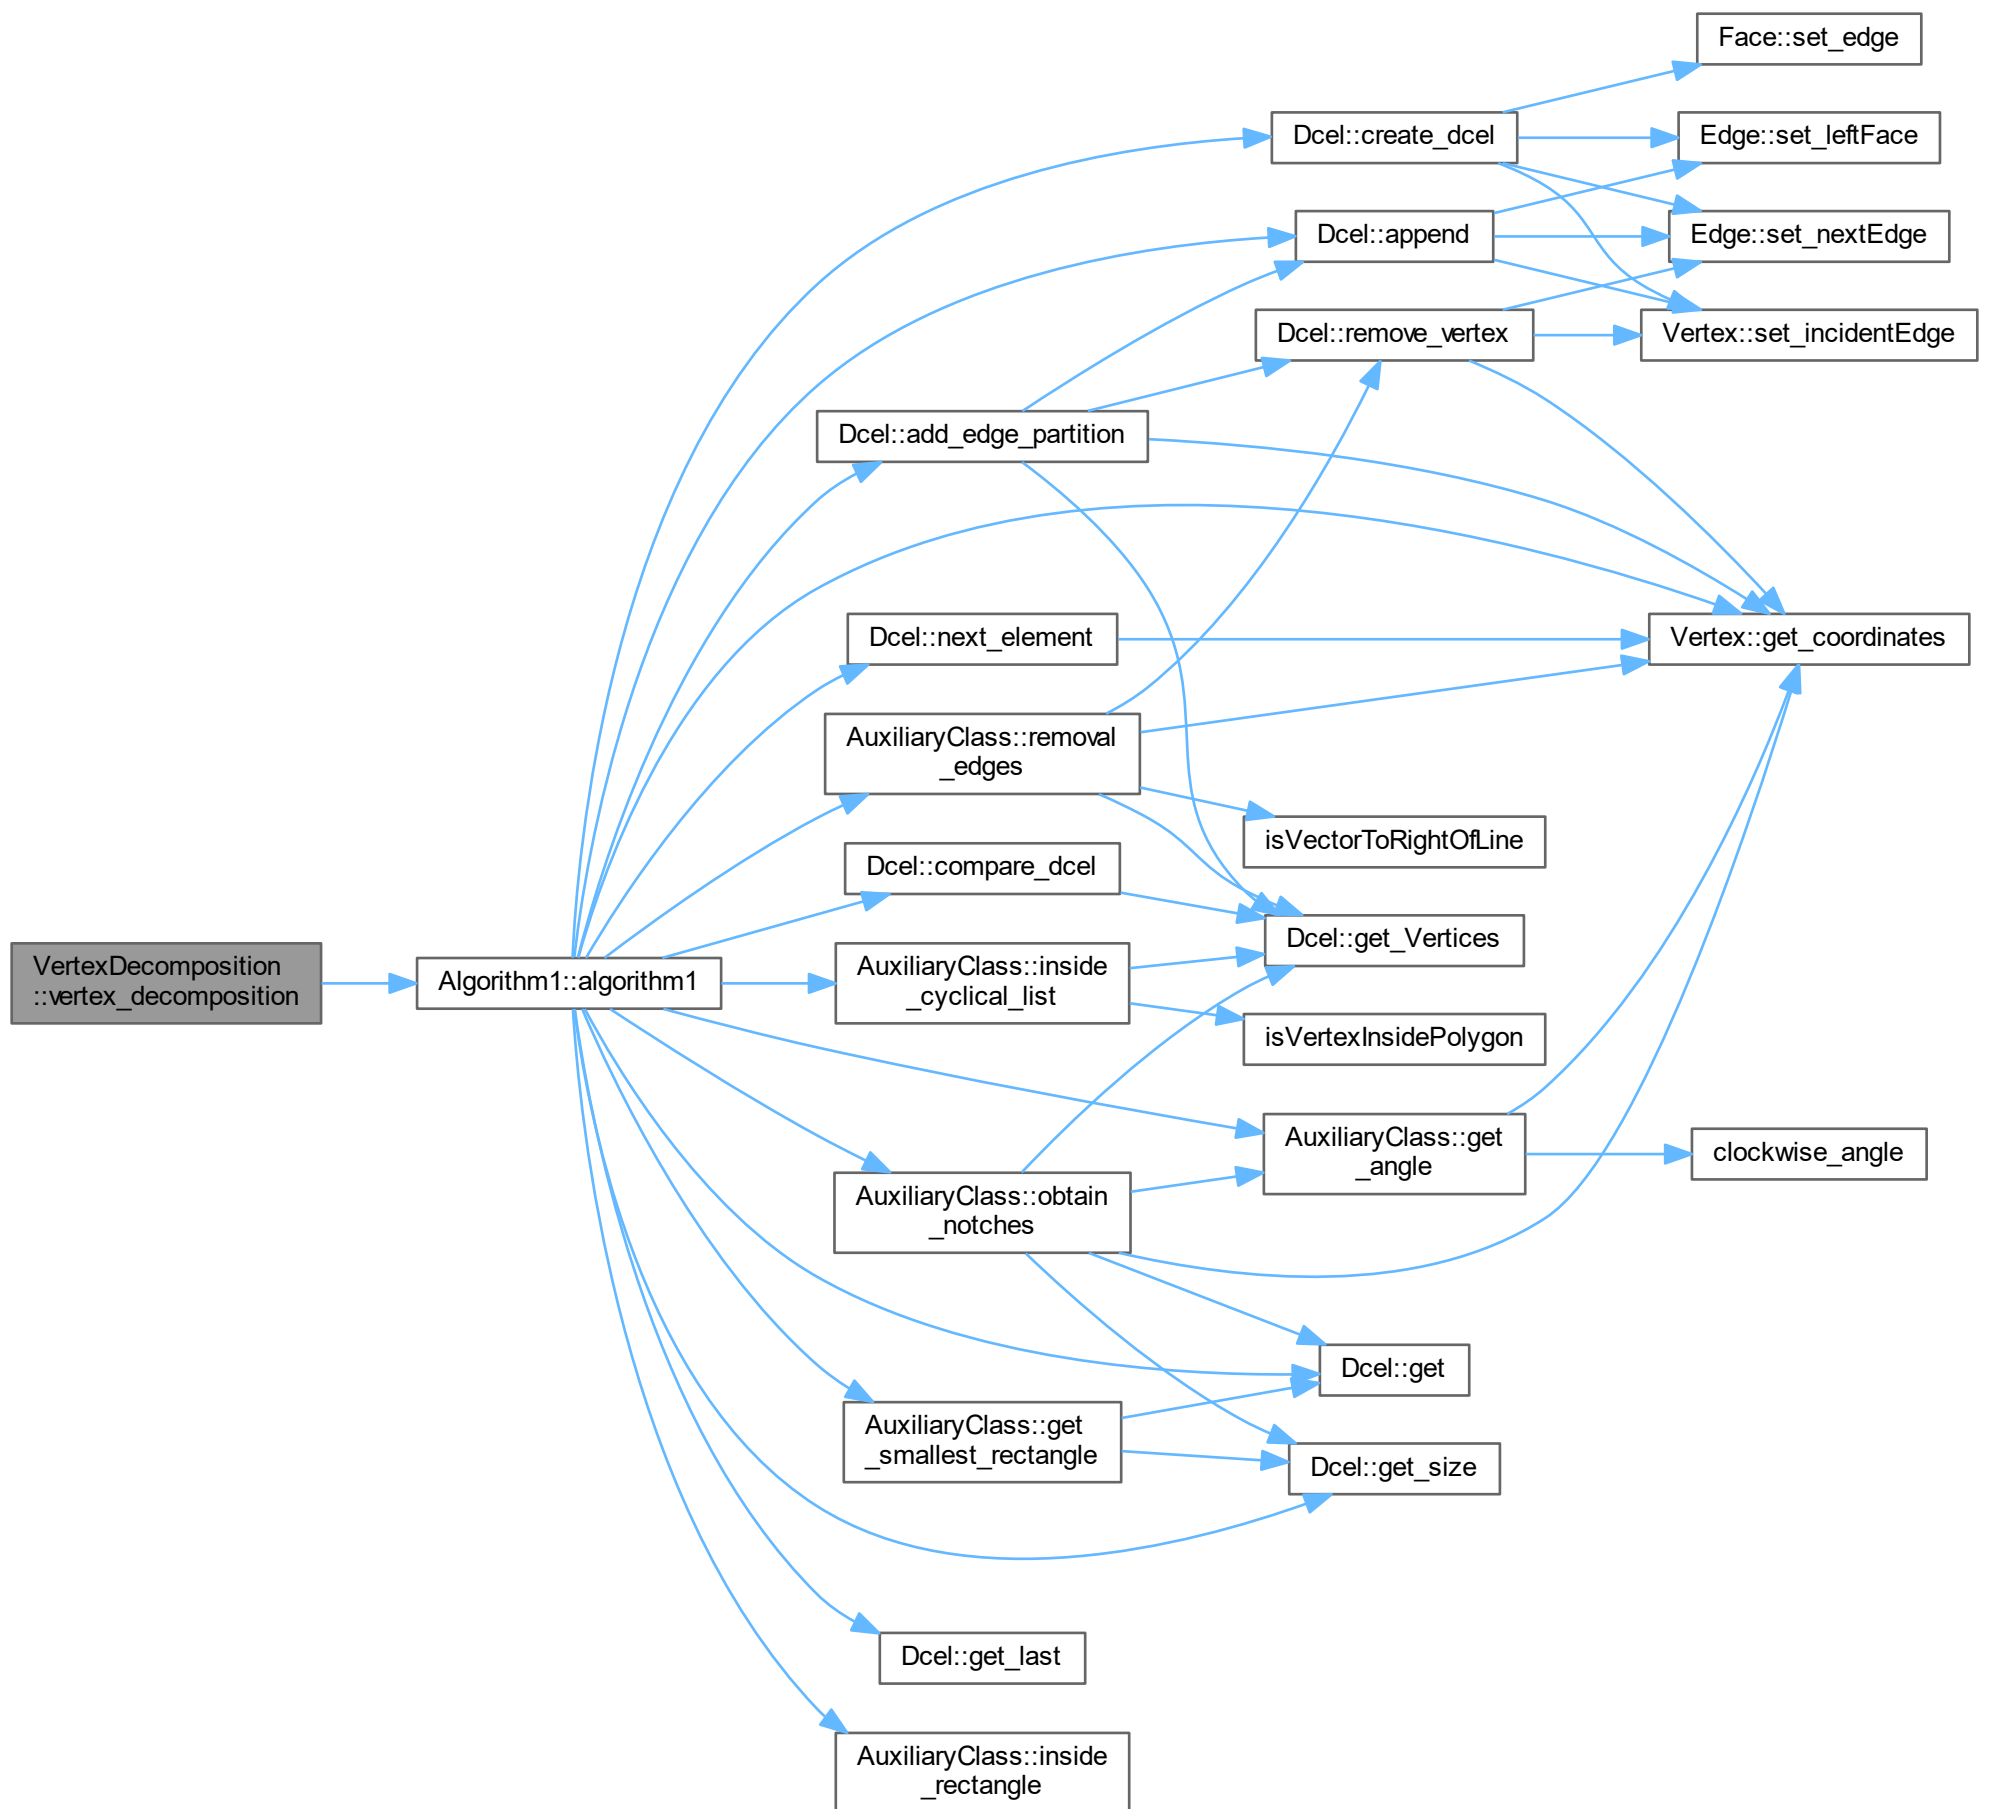 Face::set_edge
Dcel::create_dcel
Edge::set_leftFace
Dcel::append
Edge::set_nextEdge
Dcel::remove_vertex
Vertex::set_incidentEdge
Dcel::add_edge_partition
Dcel::next_element
Vertex::get_coordinates
AuxiliaryClass::removal
_edges
isVectorToRightOfLine
Dcel::compare_dcel
Dcel::get_Vertices
VertexDecomposition
::vertex_decomposition
Algorithm1::algorithm1
AuxiliaryClass::inside
_cyclical_list
isVertexInsidePolygon
AuxiliaryClass::get
_angle
clockwise_angle
AuxiliaryClass::obtain
_notches
Dcel::get
AuxiliaryClass::get
_smallest_rectangle
Dcel::get_size
Dcel::get_last
AuxiliaryClass::inside
_rectangle